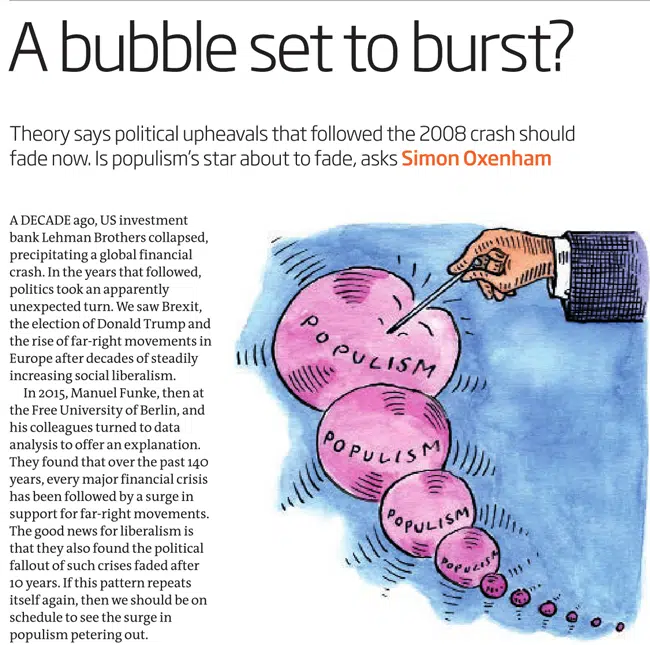 A bubble set to burst?
Theory says political upheavals that followed the 2008 crash should
fade now. Is populism’s star about to fade, asks Simon Oxenham
A DECADE ago, US investment
bank Lehman Brothers collapsed,
precipitating a global financial
crash. In the years that followed,
politics took an apparently
unexpected turn. We saw Brexit,
the election of Donald Trump and
the rise of far-right movements in
Europe after decades of steadily
increasing social liberalism.
In 2015, Manuel Funke, then at
the Free University of Berlin, and
his colleagues turned to data
analysis to offer an explanation.
They found that over the past 140
years, every major financial crisis
has been followed by a surge in
support for far-right movements.
The good news for liberalism is
that they also found the political
fallout of such crises faded after
10 years. If this pattern repeats
itself again, then we should be on
schedule to see the surge in
populism petering out.
POPULISM
POPULISM
POPULISM
POPULISM